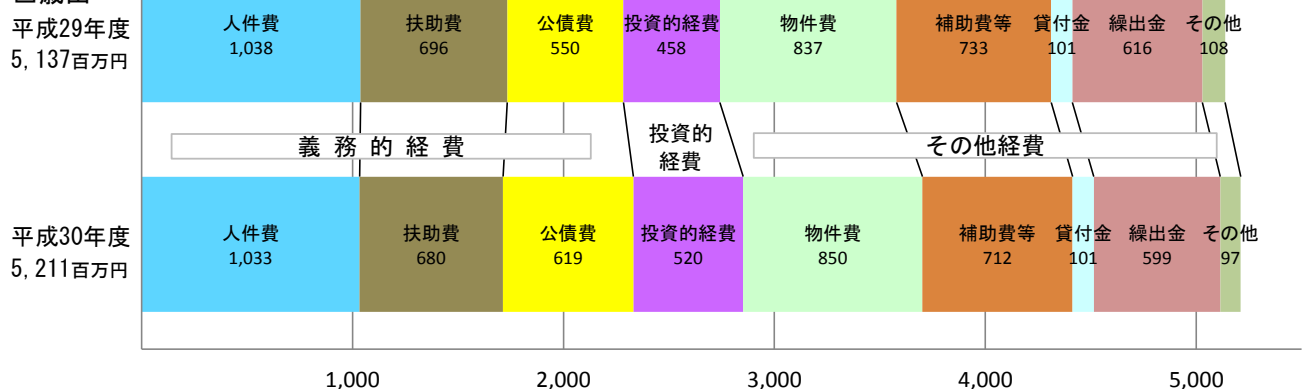 平成29年度
5,137百万円
人件費 扶助費 公債費 投資的経費 物件費 補助費等 貸付金 繰出金 その他
1,038 696 550 458 837 733 101 616 108
義務的経費
投資的
経費
その他経費
平成30年度
5,211百万円
人件費 扶助費 公債費 投資的経費 物件費 補助費等 貸付金 繰出金 その他
1,033 680 619 520 850 712 101 599 97
1,000 2,000 3,000 4,000 5,000